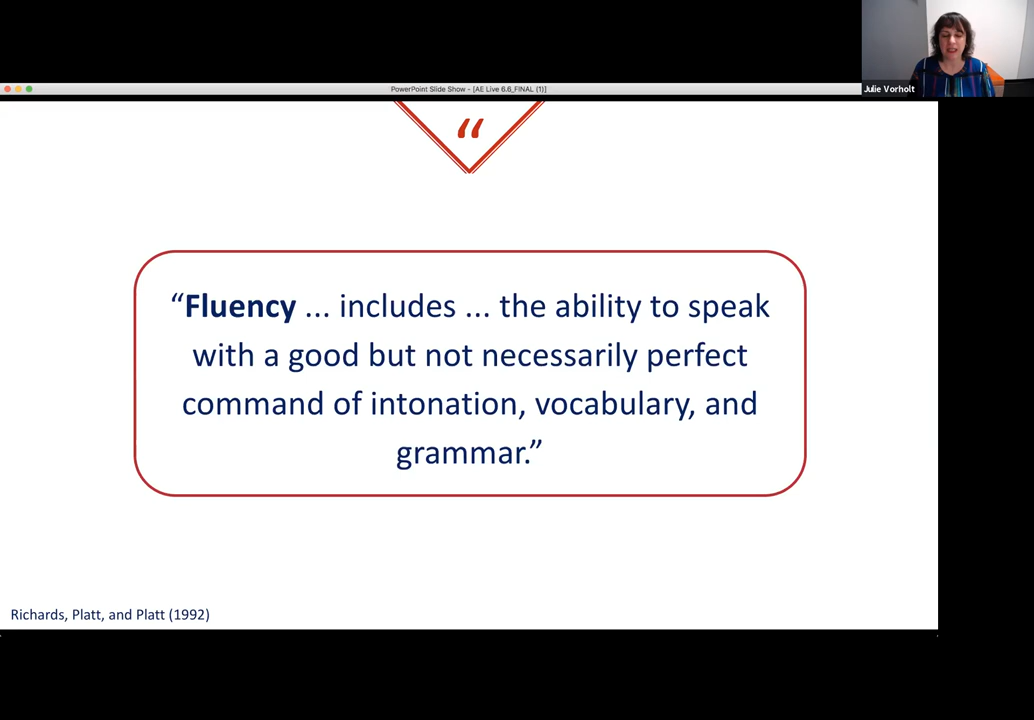 Julie Vorholt
PowerPoint Slide Show - [AE Live 6.6_FINAL (1)]
“
“Fluency ... includes ... the ability to speak
with a good but not necessarily perfect
command of intonation, vocabulary, and
grammar.”
Richards, Platt, and Platt (1992)